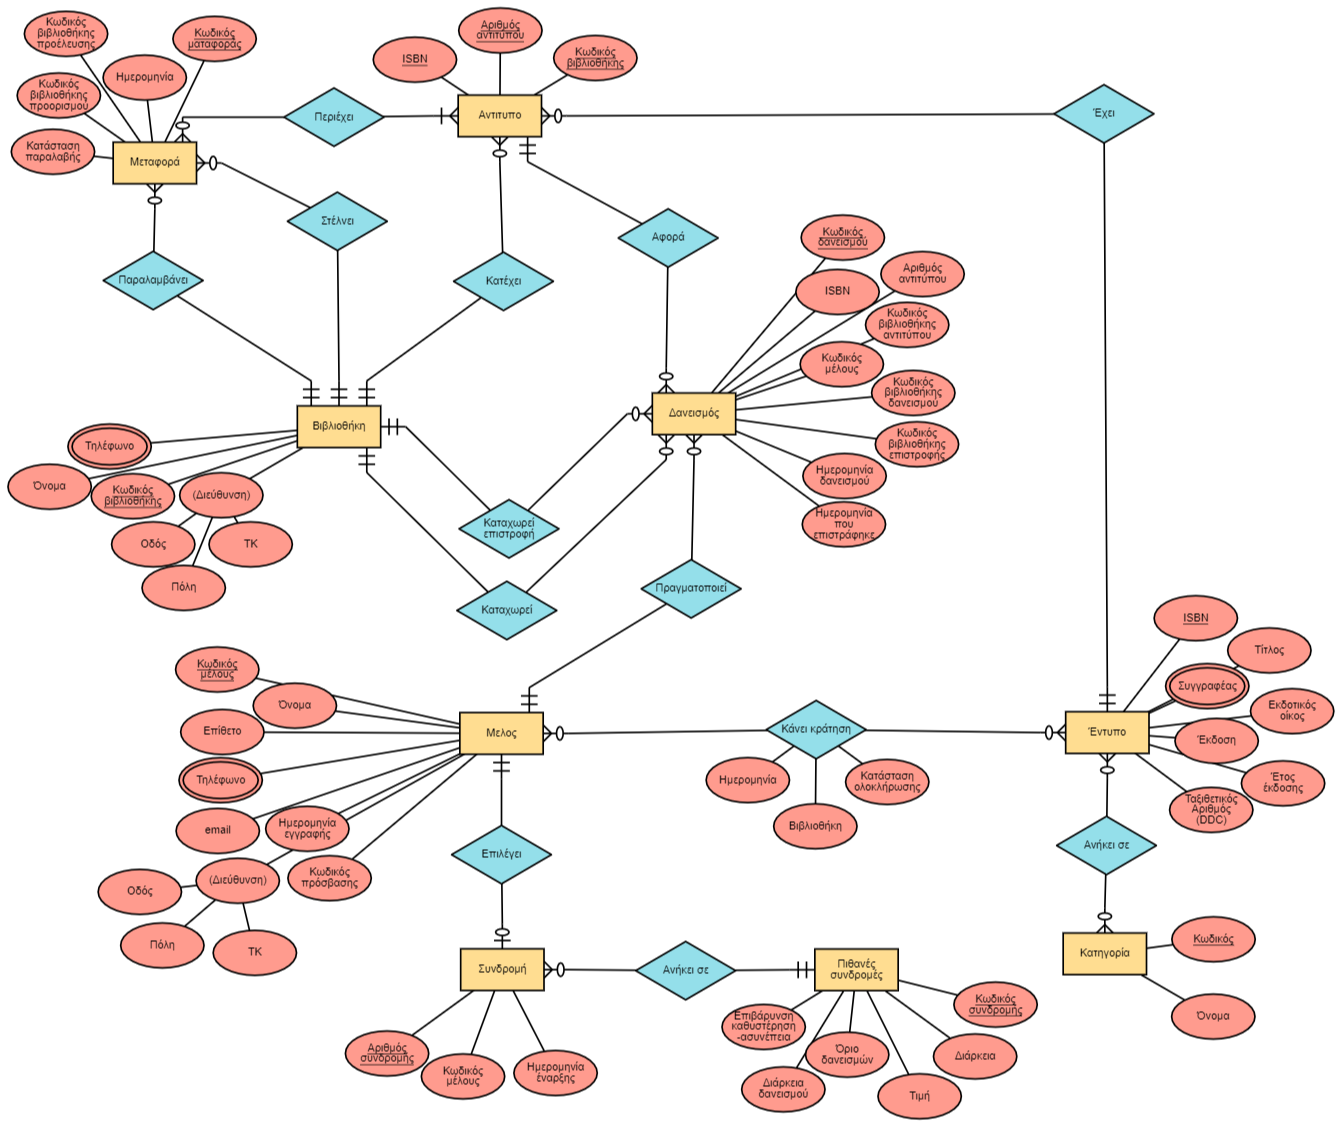 Κωδικός
βιβλιοθήκης
προέλευσης
Κωδικός
ματαφοράς
Ημερομηνία
Κωδικός
βιβλιοθήκης
προορισμού
Κατάσταση
παραλαβής
Μεταφορά
Περιέχει
ISBN
Αριθμός
αντιτύπου
Κωδικός
βιβλιοθήκης
Αντιτυπο
Έχει
Στέλνει
Παραλαμβάνει
Κατέχει
Αφορά
Κωδικός
δανεισμού
ISBN
Αριθμός
αντιτύπου
Κωδικός
βιβλιοθήκης
αντιτύπου
Κωδικός
μέλους
Κωδικός
βιβλιοθήκης
δανεισμού
Κωδικός
βιβλιοθήκης
επιστροφής
Ημερομηνία
δανεισμού
Ημερομηνία
που
επιστράφηκε
Δανεισμός
Βιβλιοθήκη
Τηλέφωνο
Όνομα
Κωδικός
βιβλιοθήκης
(Διεύθυνση)
Οδός
ΤΚ
Πόλη
Καταχωρεί
επιστροφή
Καταχωρεί
Πραγματοποιεί
Κωδικός
μέλους
Όνομα
Επίθετο
Τηλέφωνο
email
Ημερομηνία
εγγραφής
(Διεύθυνση)
Κωδικός
πρόσβασης
Οδός
Πόλη
ΤΚ
Μελος
Κάνει κράτηση
Ημερομηνία
Βιβλιοθήκη
Κατάσταση
ολοκλήρωσης
ISBN
Τίτλος
Συγγραφέας
Εκδοτικός
οίκος
Έκδοση
Έτος
έκδοσης
Ταξιθετικός
Αριθμός
(DDC)
Έντυπο
Επιλέγει
Ανήκει σε
Κατηγορία
Κωδικός
Όνομα
Συνδρομή
Ανήκει σε
Πιθανές
συνδρομές
Αριθμός
συνδρομής
Κωδικός
μέλους
Ημερομηνία
έναρξης
Επιβάρυνση
καθυστέρηση
-ασυνέπεια
Όριο
δανεισμών
Διάρκεια
δανεισμού
Τιμή
Διάρκεια
Κωδικός
συνδρομής